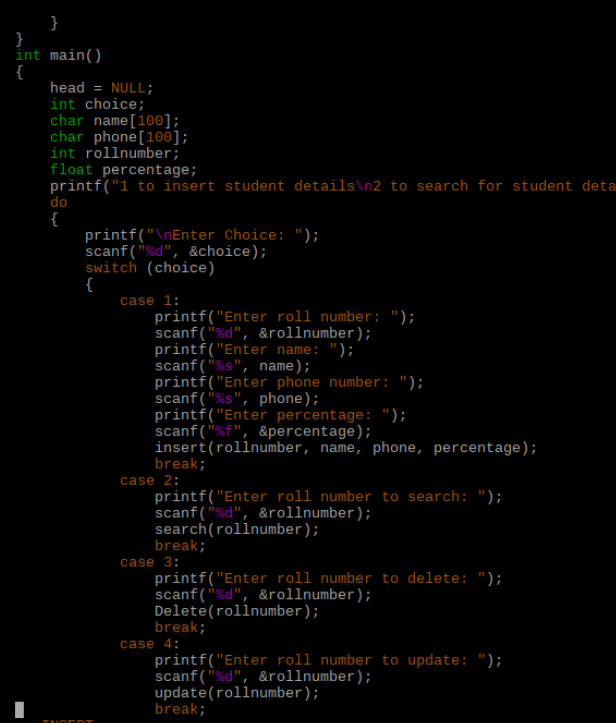 }
}
int main()
{
    head = NULL;
    int choice;
    char name[100];
    char phone[100];
    int rollnumber;
    float percentage;
    printf("1 to insert student details\n2 to search for student deta
    do
    {
        printf("\nEnter Choice: ");
        scanf("%d", &choice);
        switch (choice)
        {
            case 1:
                printf("Enter roll number: ");
                scanf("%d", &rollnumber);
                printf("Enter name: ");
                scanf("%s", name);
                printf("Enter phone number: ");
                scanf("%s", phone);
                printf("Enter percentage: ");
                scanf("%f", &percentage);
                insert(rollnumber, name, phone, percentage);
                break;
            case 2:
                printf("Enter roll number to search: ");
                scanf("%d", &rollnumber);
                search(rollnumber);
                break;
            case 3:
                printf("Enter roll number to delete: ");
                scanf("%d", &rollnumber);
                Delete(rollnumber);
                break;
            case 4:
                printf("Enter roll number to update: ");
                scanf("%d", &rollnumber);
                update(rollnumber);
                break;
-- INSERT --